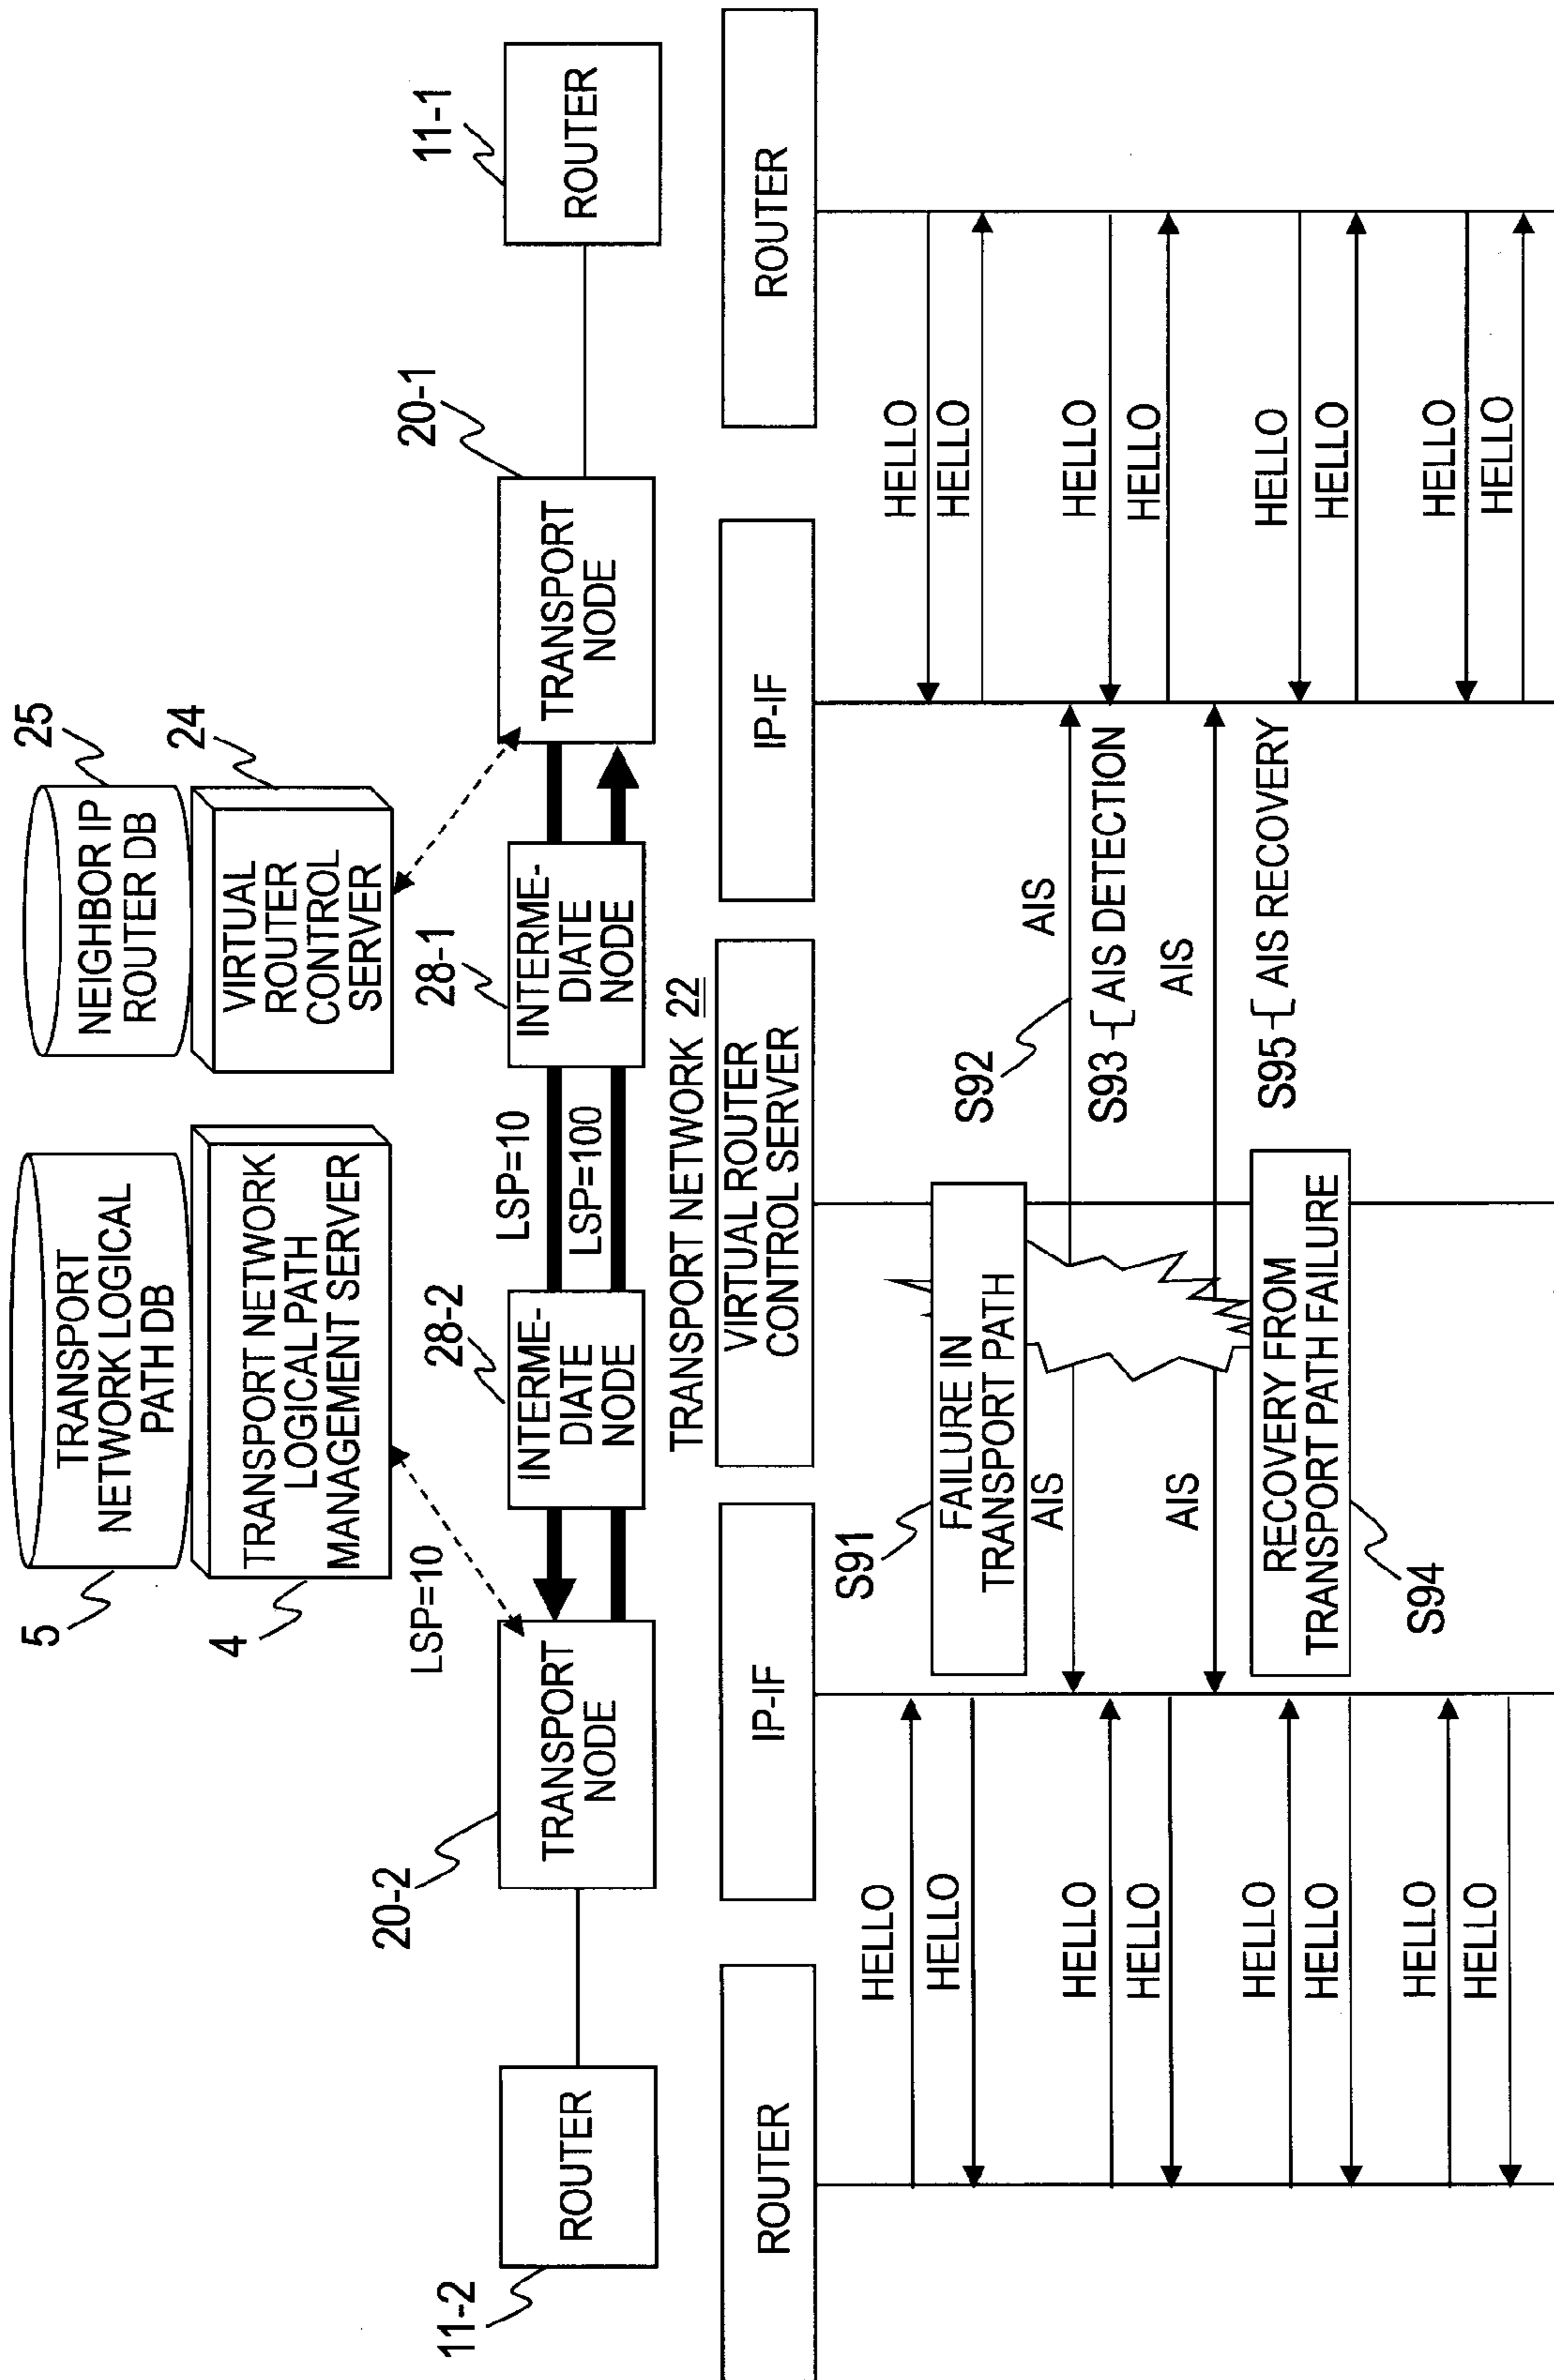 5
TRANSPORT
NETWORK LOGICAL
PATH DB
25
NEIGHBOR IP
ROUTER DB
4
TRANSPORT NETWORK
LOGICAL PATH
MANAGEMENT SERVER
24
VIRTUAL
ROUTER
CONTROL
SERVER
LSP=10
11-2
ROUTER
20-2
TRANSPORT
NODE
28-2
INTERME-
DIATE
NODE
LSP=10
LSP=100
28-1
INTERME-
DIATE
NODE
20-1
TRANSPORT
NODE
11-1
ROUTER
TRANSPORT NETWORK 22
ROUTER
IP-IF
VIRTUAL ROUTER
CONTROL SERVER
IP-IF
ROUTER
HELLO
HELLO
S91
FAILURE IN
TRANSPORT PATH
HELLO
HELLO
S92
AIS
AIS
HELLO
HELLO
S93
AIS DETECTION
HELLO
HELLO
AIS
AIS
HELLO
HELLO
S94
RECOVERY FROM
TRANSPORT PATH FAILURE
S95
AIS RECOVERY
HELLO
HELLO
HELLO
HELLO
HELLO
HELLO